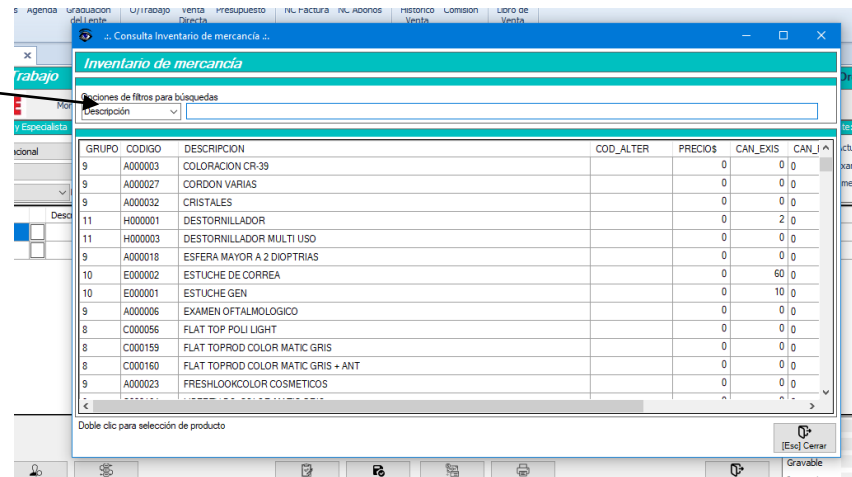 Agenda Graduación O/Trabajo Venta Presupuesto NC Factura NC Abonos Histórico Comisión Libro de
del Lente Directa Venta Venta
.:. Consulta Inventario de mercancía .:.
Inventario de mercancía
Trabajo
Opciones de filtros para búsquedas
Descripción
y Especialista
GRUPO CODIGO DESCRIPCION COD_ALTER PRECIO$ CAN_EXIS
9 A000003 COLORACION CR-39 0 0 0
9 A000027 CORDON VARIAS 0 0 0
9 A000032 CRISTALES 0 0 0
11 H000001 DESTORNILLADOR 0 2 0
11 H000003 DESTORNILLADOR MULTI USO 0 0 0
9 A000018 ESFERA MAYOR A 2 DIOPTRIAS 0 0 0
10 E000002 ESTUCHE DE CORREA 0 60 0
10 E000001 ESTUCHE GEN 0 10 0
9 A000006 EXAMEN OFTALMOLOGICO 0 0 0
8 C000056 FLAT TOP POLI LIGHT 0 0 0
8 C000159 FLAT TOPROD COLOR MATIC GRIS 0 0 0
8 C000160 FLAT TOPROD COLOR MATIC GRIS + ANT 0 0 0
9 A000023 FRESHLOOKCOLOR COSMETICOS 0 0 0
Doble clic para selección de producto
[Esc] Cerrar
Gravable